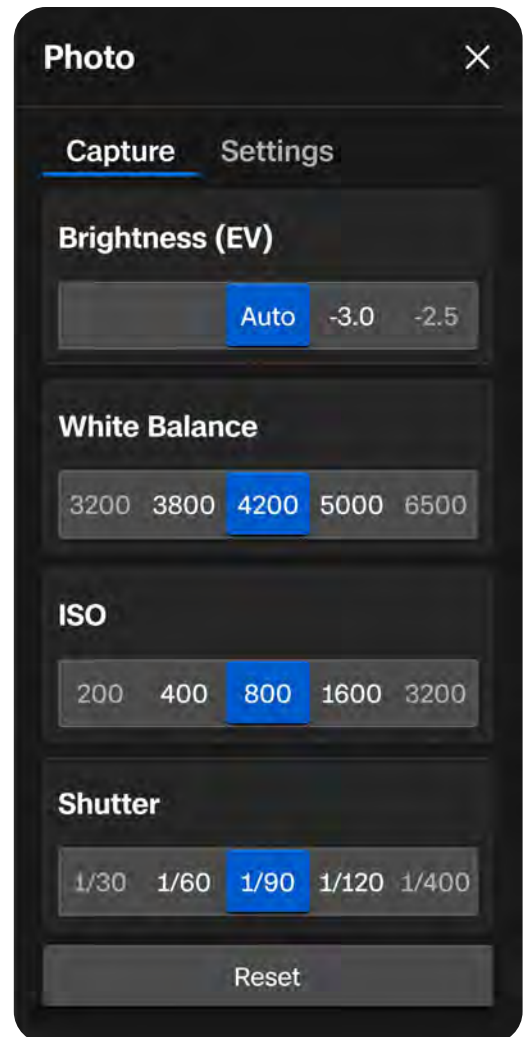 Photo
Capture Settings
Brightness (EV)
Auto -3.0 -2.5
White Balance
3200 3800 4200 5000 6500
ISO
200 400 800 1600 3200
Shutter
1/30 1/60 1/90 1/120 1/400
Reset